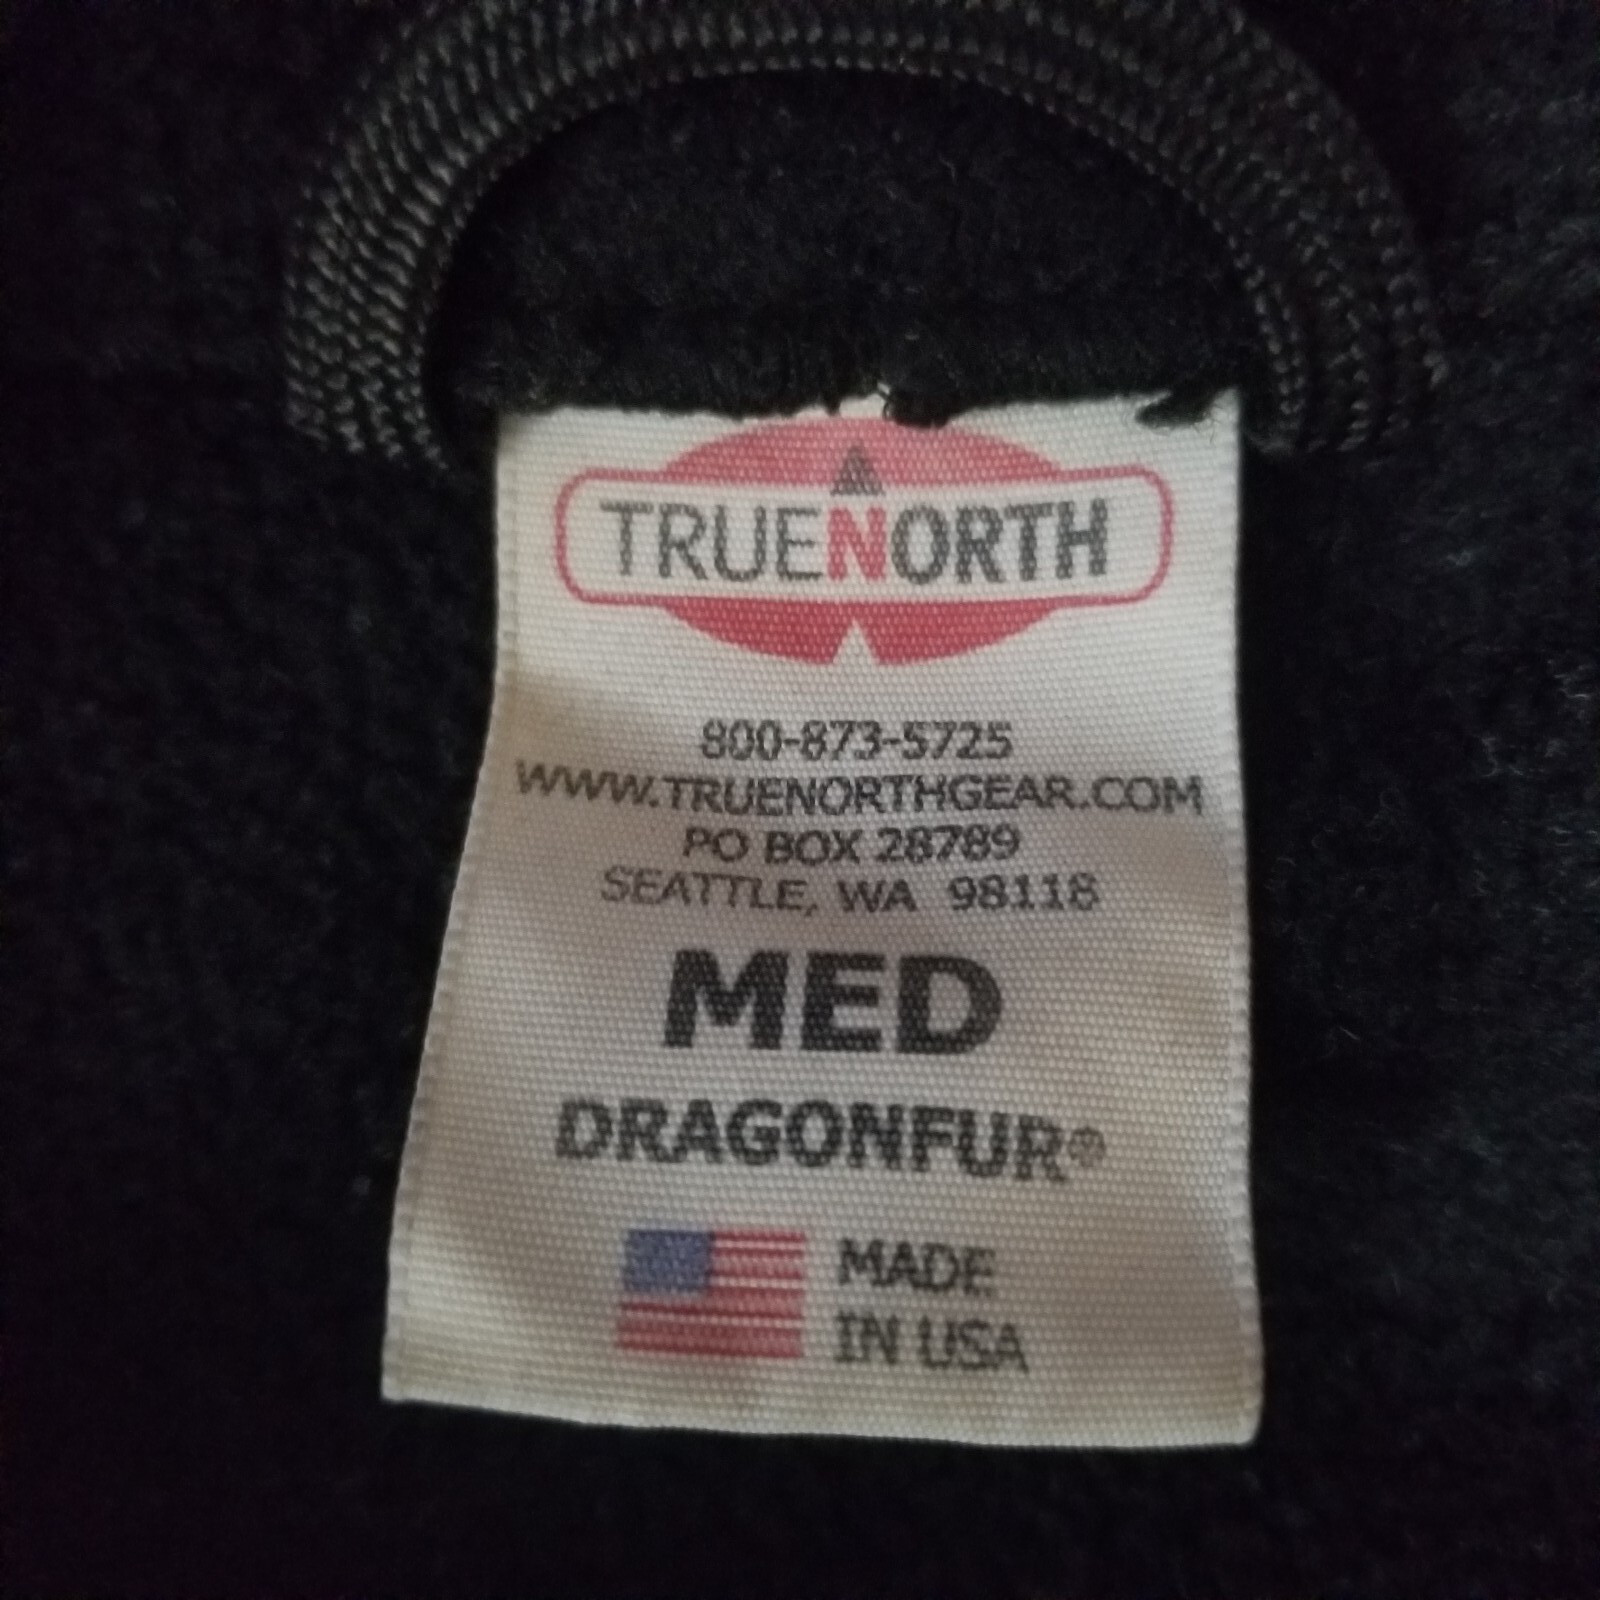 TRUENORTH
800-873-5725
WWW.TRUENORTHGEAR.COM
PO BOX 28789
SEATTLE, WA 98118
MED
DRAGONFUR®
MADE
IN USA